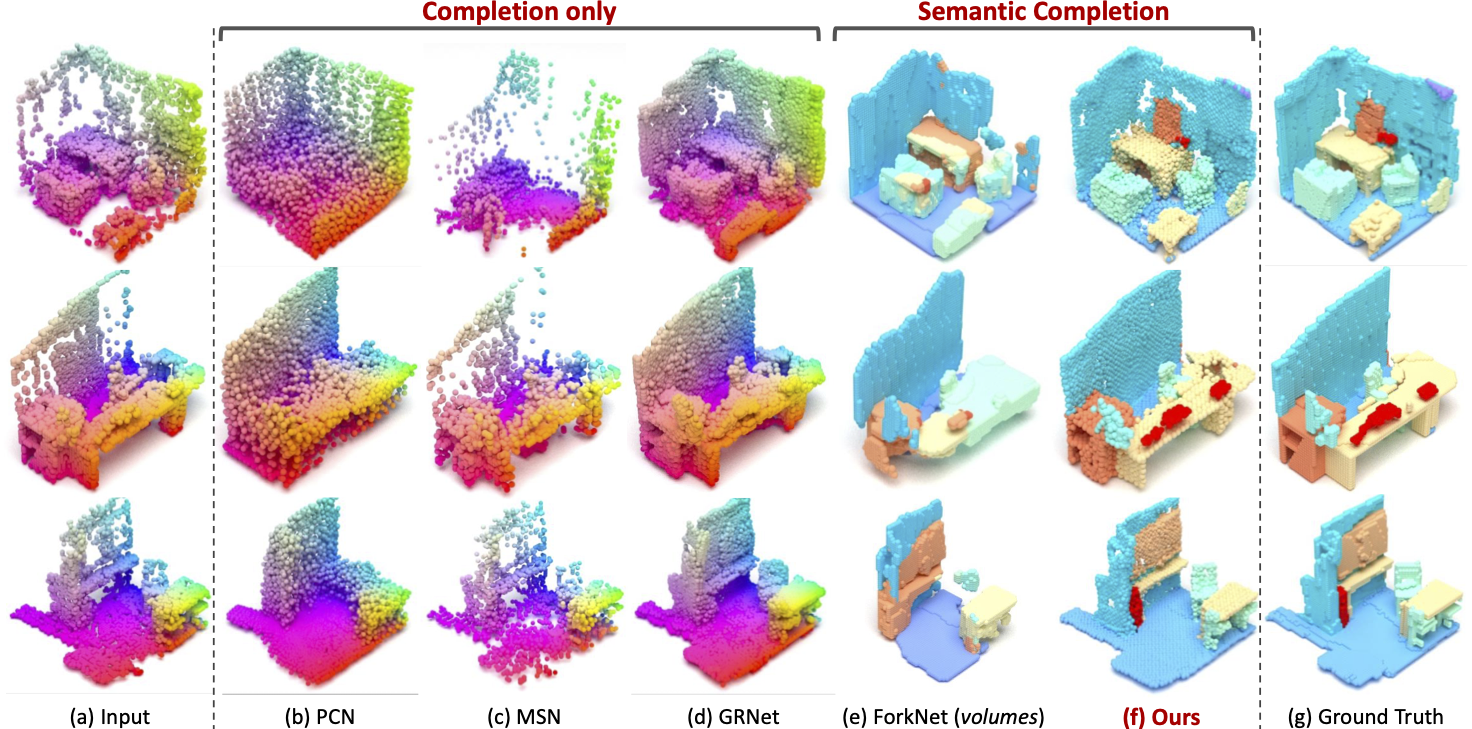 Completion only
Semantic Completion
(a) Input
(b) PCN
(c) MSN
(d) GRNet
(e) ForkNet (volumes)
(f) Ours
(g) Ground Truth